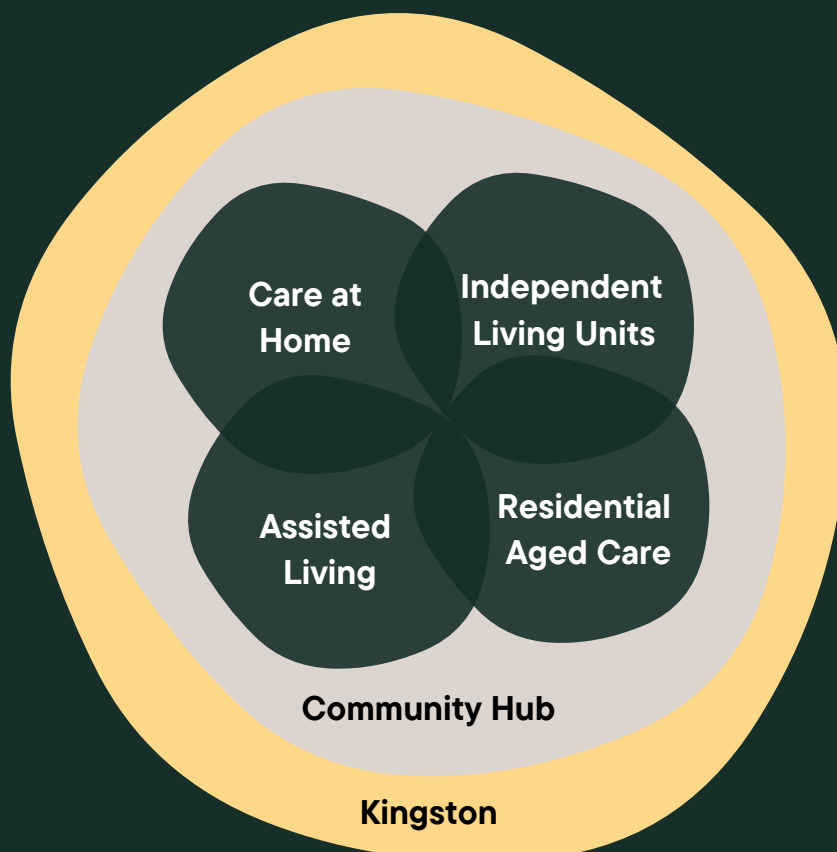 Care at
Home
Independent
Living Units
Assisted
Living
Residential
Aged Care
Community Hub
Kingston